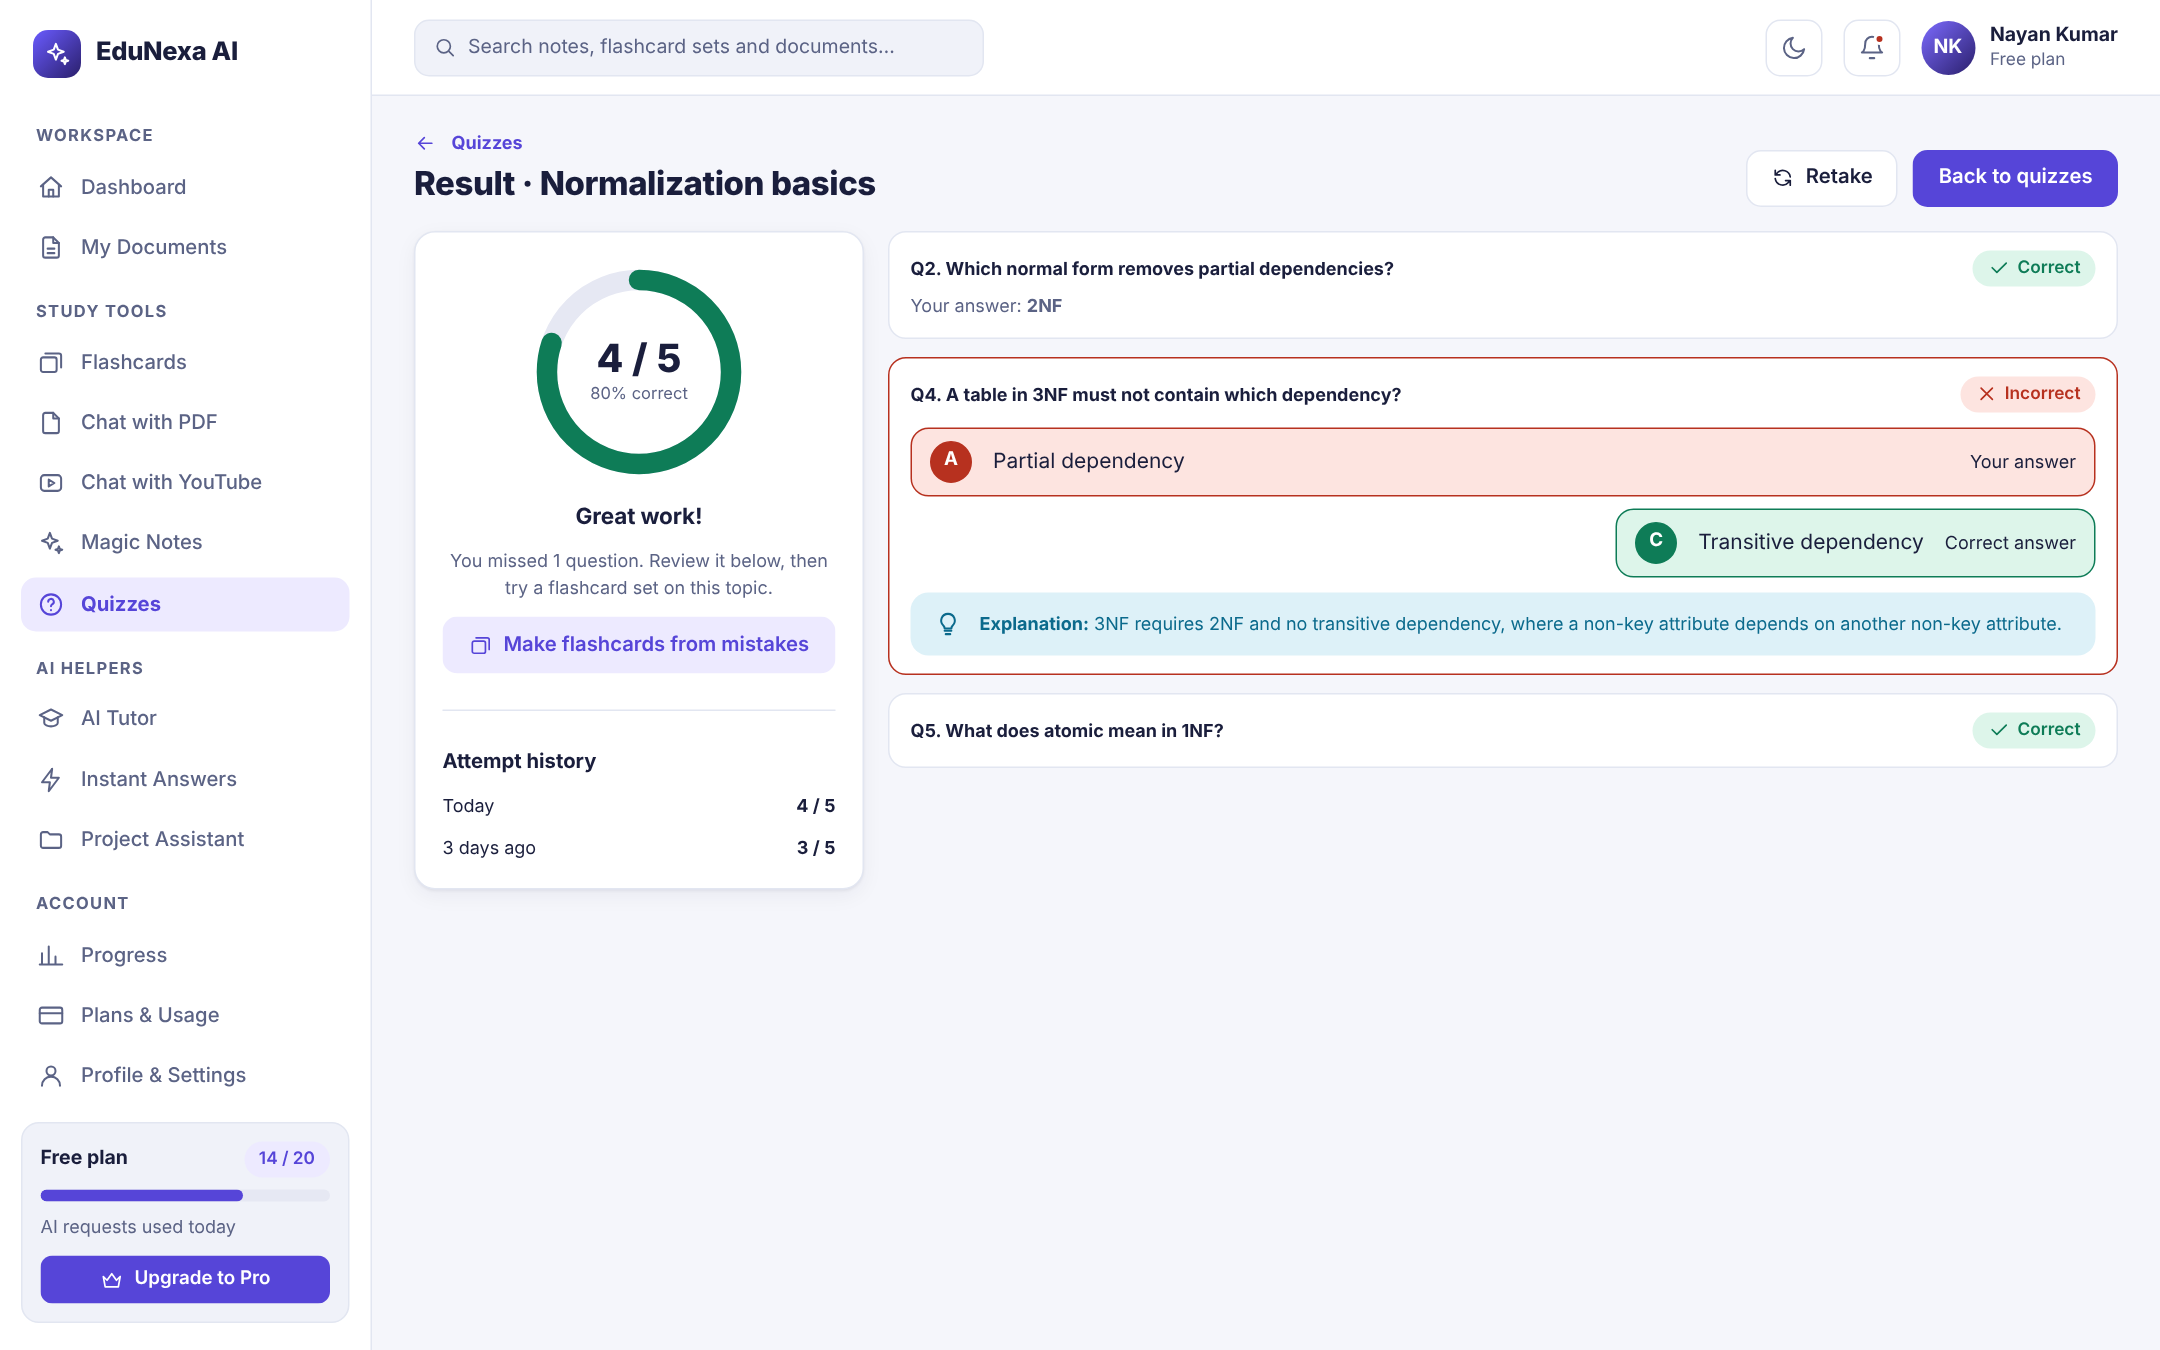 EduNexa AI
WORKSPACE
Dashboard
My Documents
STUDY TOOLS
Flashcards
Chat with PDF
Chat with YouTube
Magic Notes
Quizzes
AI HELPERS
AI Tutor
Instant Answers
Project Assistant
ACCOUNT
Progress
Plans & Usage
Profile & Settings
Free plan 14 / 20
AI requests used today
Upgrade to Pro
Search notes, flashcard sets and documents...
NK
Nayan Kumar
Free plan
Quizzes
Result · Normalization basics
Retake
Back to quizzes
4 / 5
80% correct
Great work!
You missed 1 question. Review it below, then
try a flashcard set on this topic.
Make flashcards from mistakes
Attempt history
Today 4 / 5
3 days ago 3 / 5
Q2. Which normal form removes partial dependencies? Correct
Your answer: 2NF
Q4. A table in 3NF must not contain which dependency? Incorrect
A Partial dependency Your answer
C Transitive dependency Correct answer
Explanation: 3NF requires 2NF and no transitive dependency, where a non-key attribute depends on another non-key attribute.
Q5. What does atomic mean in 1NF? Correct